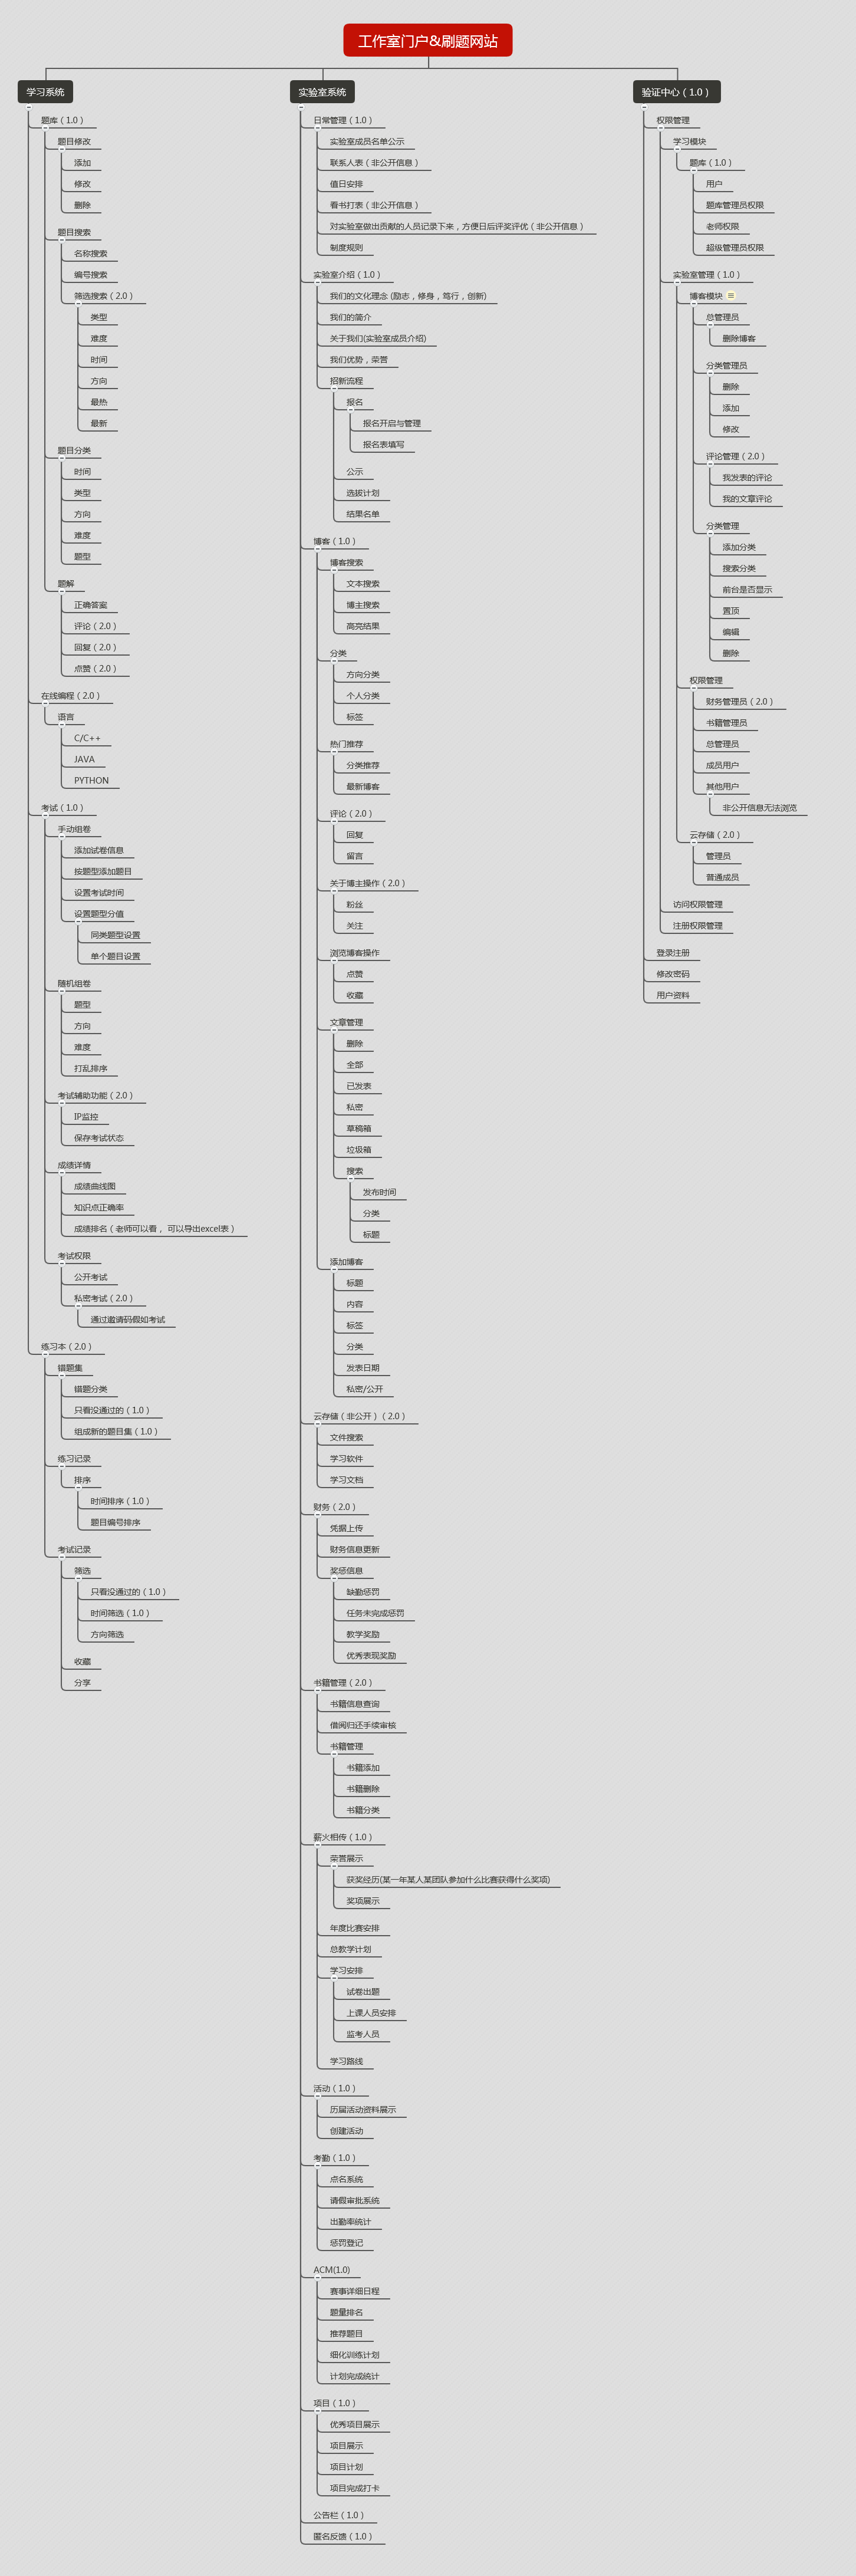 工作室门户&刷题网站
学习系统
题库（1.0）
题目修改
添加
修改
删除
题目搜索
名称搜索
编号搜索
筛选搜索（2.0）
类型
难度
时间
方向
最热
最新
题目分类
时间
类型
方向
难度
题型
题解
正确答案
评论（2.0）
回复（2.0）
点赞（2.0）
在线编程（2.0）
语言
C/C++
JAVA
PYTHON
考试（1.0）
手动组卷
添加试卷信息
按题型添加题目
设置考试时间
设置题型分值
同类题型设置
单个题目设置
随机组卷
题型
方向
难度
打乱排序
考试辅助功能（2.0）
IP监控
保存考试状态
成绩详情
成绩曲线图
知识点正确率
成绩排名（老师可以看，可以导出excel表）
考试权限
公开考试
私密考试（2.0）
通过邀请码假如考试
练习本（2.0）
错题集
错题分类
只看没通过的（1.0）
组成新的题目集（1.0）
练习记录
排序
时间排序（1.0）
题目编号排序
考试记录
筛选
只看没通过的（1.0）
时间筛选（1.0）
方向筛选
收藏
分享
实验室系统
日常管理（1.0）
实验室成员名单公示
联系人表（非公开信息）
值日安排
看书打表（非公开信息）
对实验室做出贡献的人员记录下来，方便日后评奖评优（非公开信息）
制度规则
实验室介绍（1.0）
我们的文化理念 (励志，修身，笃行，创新)
我们的简介
关于我们(实验室成员介绍)
我们优势，荣誉
招新流程
报名
报名开启与管理
报名表填写
公示
选拔计划
结果名单
博客（1.0）
博客搜索
文本搜索
博主搜索
高亮结果
分类
方向分类
个人分类
标签
热门推荐
分类推荐
最新博客
评论（2.0）
回复
留言
关于博主操作（2.0）
粉丝
关注
浏览博客操作
点赞
收藏
文章管理
删除
全部
已发表
私密
草稿箱
垃圾箱
搜索
发布时间
分类
标题
添加博客
标题
内容
标签
分类
发表日期
私密/公开
云存储（非公开）（2.0）
文件搜索
学习软件
学习文档
财务（2.0）
凭据上传
财务信息更新
奖惩信息
缺勤惩罚
任务未完成惩罚
教学奖励
优秀表现奖励
书籍管理（2.0）
书籍信息查询
借阅归还手续审核
书籍管理
书籍添加
书籍删除
书籍分类
薪火相传（1.0）
荣誉展示
获奖经历(某一年某人某团队参加什么比赛获得什么奖项)
奖项展示
年度比赛安排
总教学计划
学习安排
试卷出题
上课人员安排
监考人员
学习路线
活动（1.0）
历届活动资料展示
创建活动
考勤（1.0）
点名系统
请假审批系统
出勤率统计
惩罚登记
ACM(1.0)
赛事详细日程
题量排名
推荐题目
细化训练计划
计划完成统计
项目（1.0）
优秀项目展示
项目展示
项目计划
项目完成打卡
公告栏（1.0）
匿名反馈（1.0）
验证中心（1.0）
权限管理
学习模块
题库（1.0）
用户
题库管理员权限
老师权限
超级管理员权限
实验室管理（1.0）
博客模块
总管理员
删除博客
分类管理员
删除
添加
修改
评论管理（2.0）
我发表的评论
我的文章评论
分类管理
添加分类
搜索分类
前台是否显示
置顶
编辑
删除
权限管理
财务管理员（2.0）
书籍管理员
总管理员
成员用户
其他用户
非公开信息无法浏览
云存储（2.0）
管理员
普通成员
访问权限管理
注册权限管理
登录注册
修改密码
用户资料